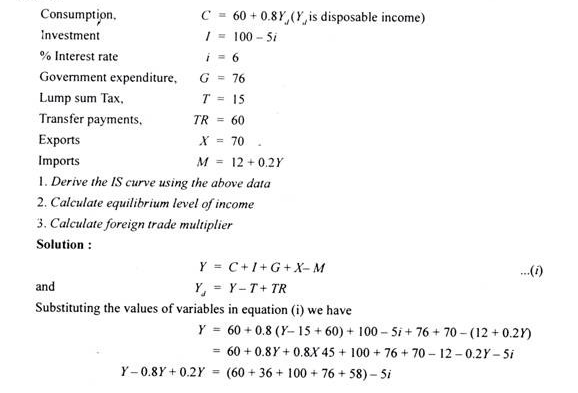 Consumption, C = 60 + 0.8Y_d (Y_d is disposable income)
Investment I = 100 – 5i
% Interest rate i = 6
Government expenditure, G = 76
Lump sum Tax, T = 15
Transfer payments, TR = 60
Exports X = 70
Imports M = 12 + 0.2Y
1. Derive the IS curve using the above data
2. Calculate equilibrium level of income
3. Calculate foreign trade multiplier
Solution :
Y = C + I + G + X – M ...(i)
and Y_d = Y – T + TR
Substituting the values of variables in equation (i) we have
Y = 60 + 0.8 (Y – 15 + 60) + 100 – 5i + 76 + 70 – (12 + 0.2Y)
= 60 + 0.8Y + 0.8X 45 + 100 + 76 + 70 – 12 – 0.2Y – 5i
Y – 0.8Y + 0.2Y = (60 + 36 + 100 + 76 + 58) – 5i